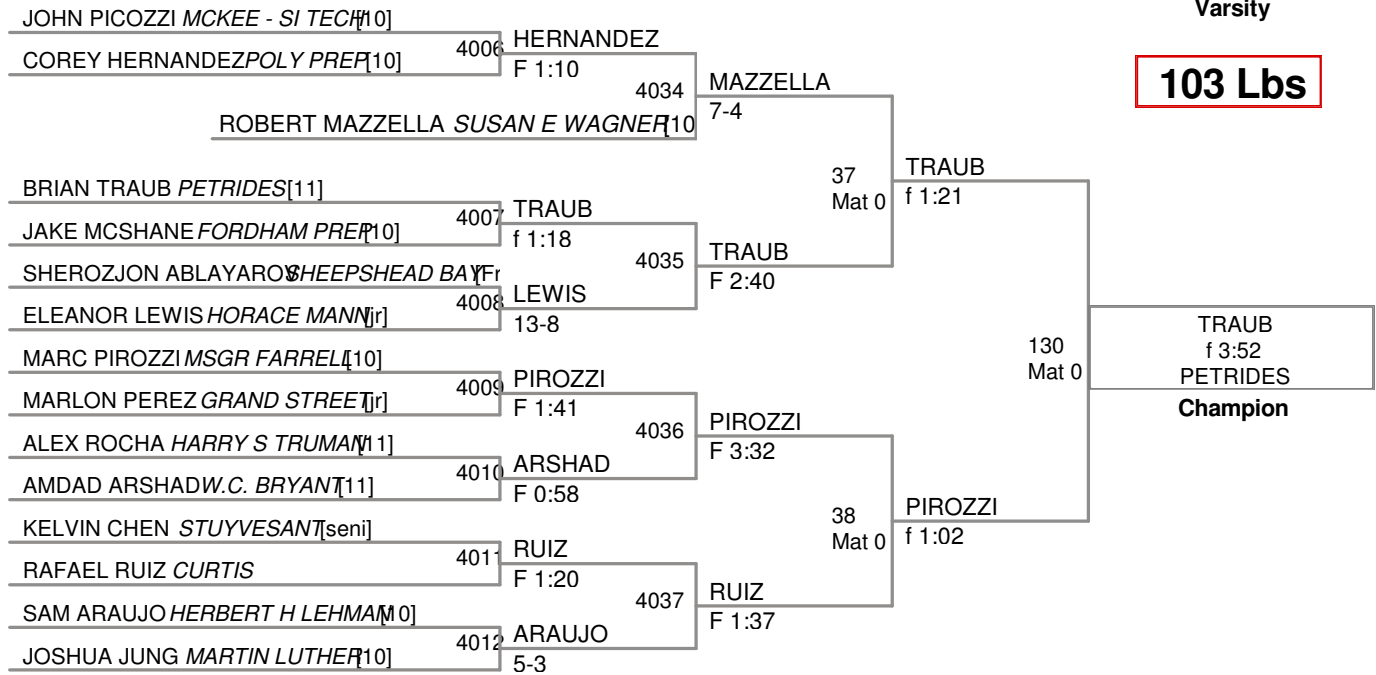 Varsity
103 Lbs
JOHN PICOZZI MCKEE - SI TECH[10]
COREY HERNANDEZ POLY PREP[10]
4006
HERNANDEZ
F 1:10
ROBERT MAZZELLA SUSAN E WAGNER[10
4034
MAZZELLA
7-4
BRIAN TRAUB PETRIDES[11]
JAKE MCSHANE FORDHAM PREP[10]
4007
TRAUB
f 1:18
SHEROZJON ABLAYAROV SHEEPSHEAD BAY[Fr
ELEANOR LEWIS HORACE MANN[jr]
4008
LEWIS
13-8
4035
TRAUB
F 2:40
37
Mat 0
TRAUB
f 1:21
MARC PIROZZI MSGR FARRELL[10]
MARLON PEREZ GRAND STREET[jr]
4009
PIROZZI
F 1:41
ALEX ROCHA HARRY S TRUMAN[11]
AMDAD ARSHAD W.C. BRYANT[11]
4010
ARSHAD
F 0:58
4036
PIROZZI
F 3:32
KELVIN CHEN STUYVESANT[seni]
RAFAEL RUIZ CURTIS
4011
RUIZ
F 1:20
SAM ARAUJO HERBERT H LEHMAN[10]
JOSHUA JUNG MARTIN LUTHER[10]
4012
ARAUJO
5-3
4037
RUIZ
F 1:37
38
Mat 0
PIROZZI
f 1:02
130
Mat 0
TRAUB
f 3:52
PETRIDES
Champion